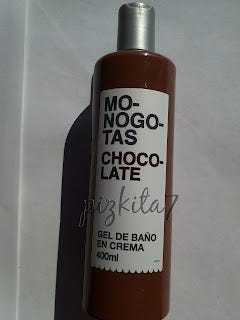 MO-
NOGO-
TAS
CHOCO-
LATE
pizkita7
GEL DE BAÑO
EN CREMA
400ml